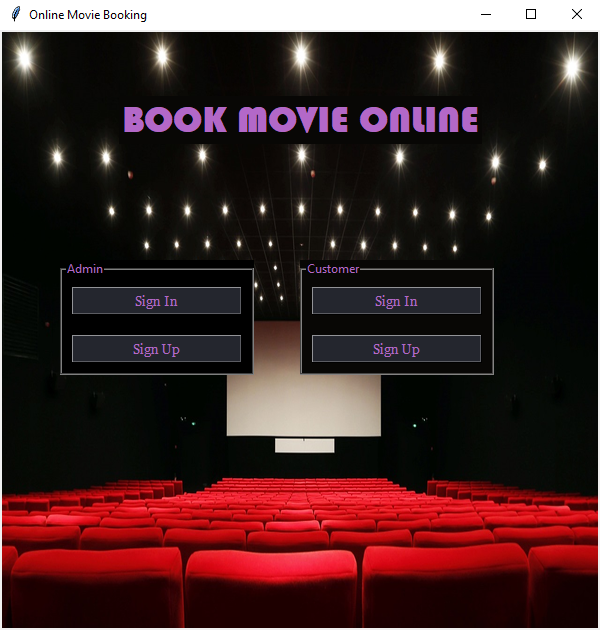 Online Movie Booking
BOOK MOVIE ONLINE
Admin
Sign In
Sign Up
Customer
Sign In
Sign Up